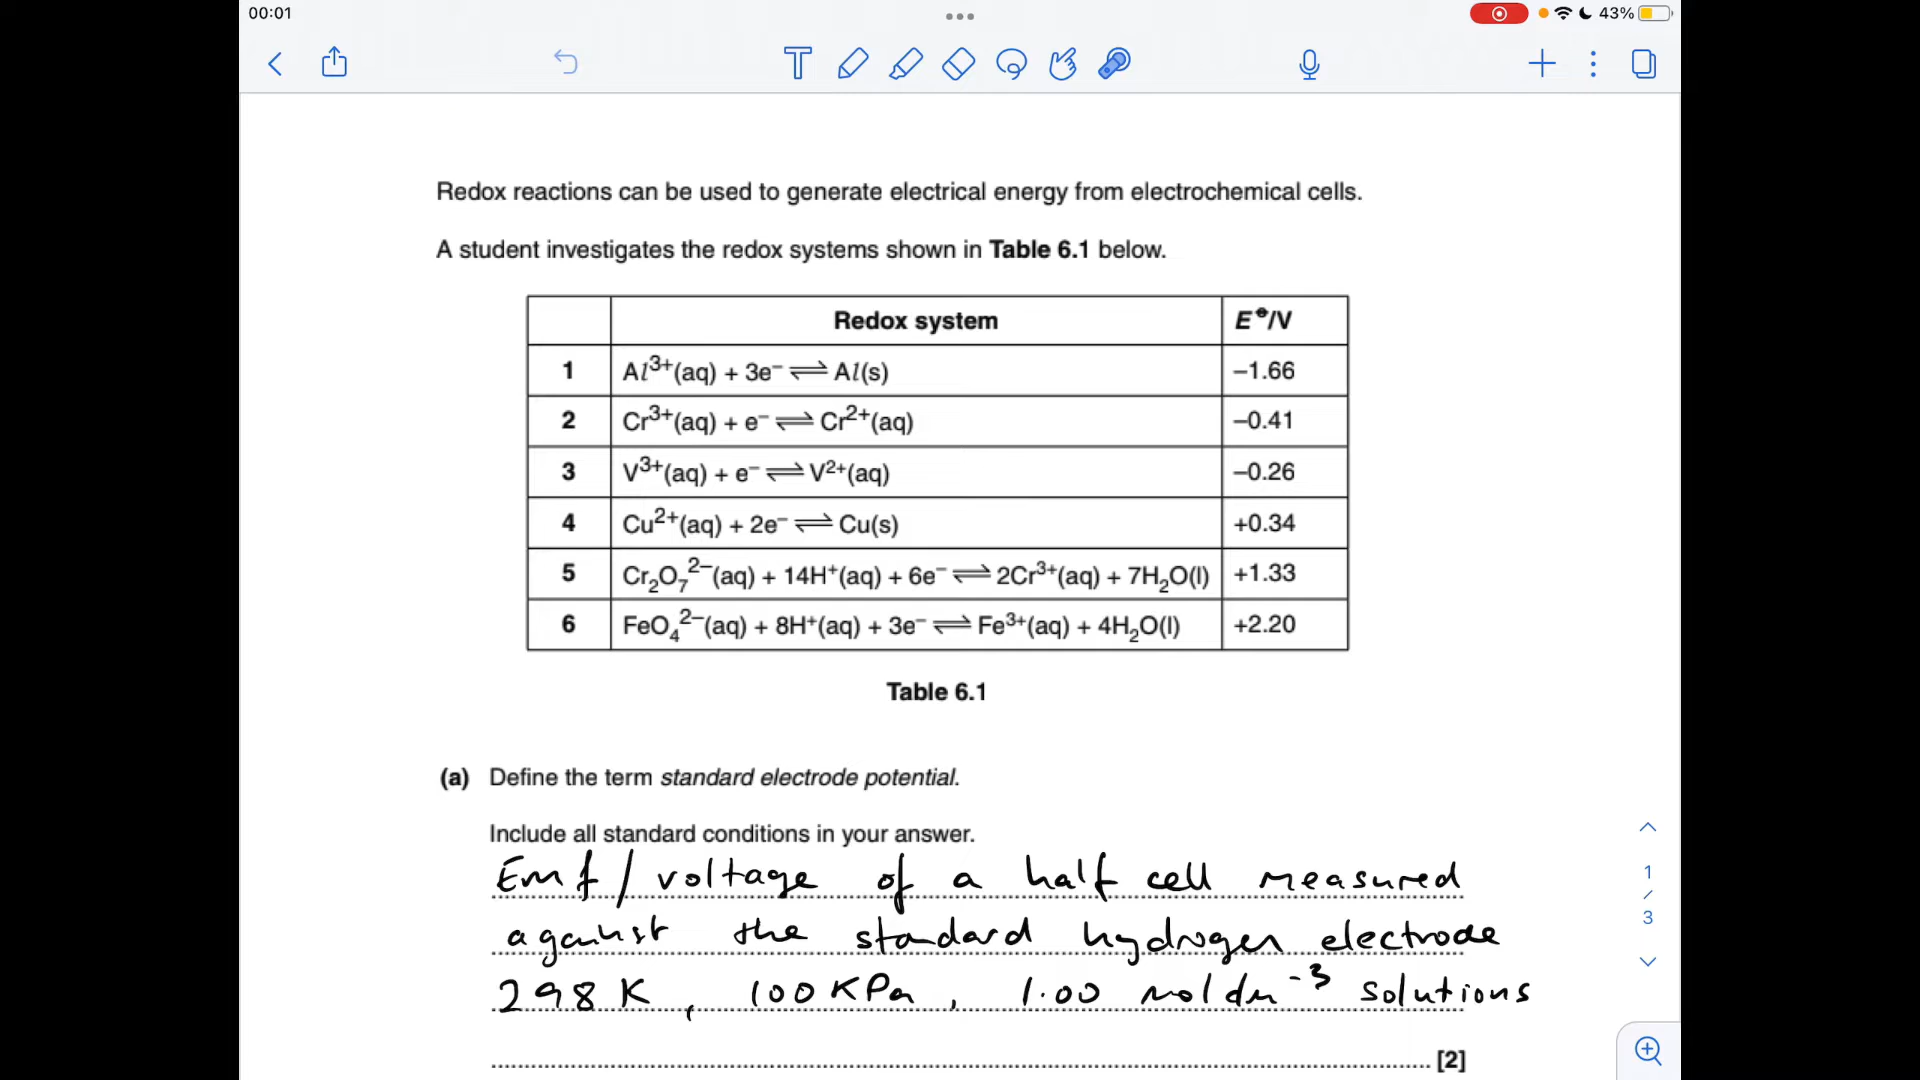 00:01
43%
Redox reactions can be used to generate electrical energy from electrochemical cells.
A student investigates the redox systems shown in Table 6.1 below.
Redox system E⦵/V
1 Al³⁺(aq) + 3e⁻ ⇌ Al(s) −1.66
2 Cr³⁺(aq) + e⁻ ⇌ Cr²⁺(aq) −0.41
3 V³⁺(aq) + e⁻ ⇌ V²⁺(aq) −0.26
4 Cu²⁺(aq) + 2e⁻ ⇌ Cu(s) +0.34
5 Cr₂O₇²⁻(aq) + 14H⁺(aq) + 6e⁻ ⇌ 2Cr³⁺(aq) + 7H₂O(l) +1.33
6 FeO₄²⁻(aq) + 8H⁺(aq) + 3e⁻ ⇌ Fe³⁺(aq) + 4H₂O(l) +2.20
Table 6.1
(a) Define the term standard electrode potential.
Include all standard conditions in your answer.
Emf / voltage of a half cell measured
against the standard hydrogen electrode
298 K, 100 KPa, 1.00 mol dm⁻³ solutions
[2]
1
/
3